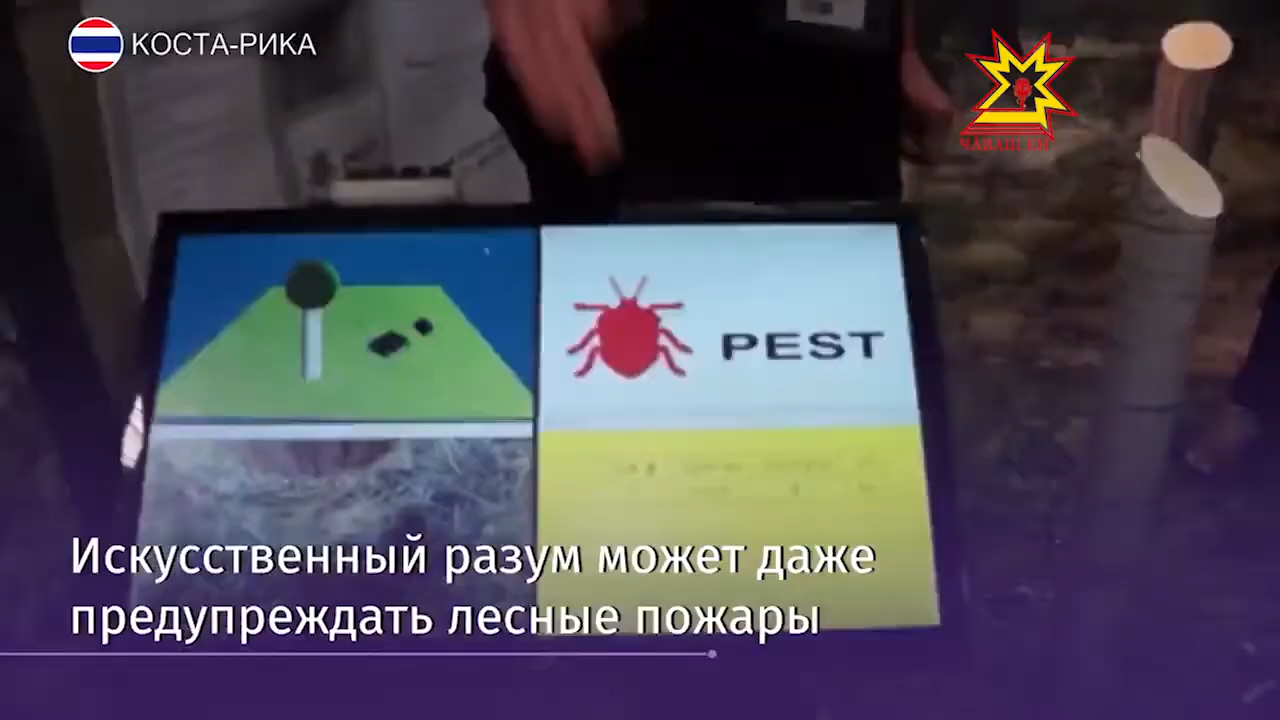 КОСТА-РИКА
PEST
Искусственный разум может даже
предупреждать лесные пожары